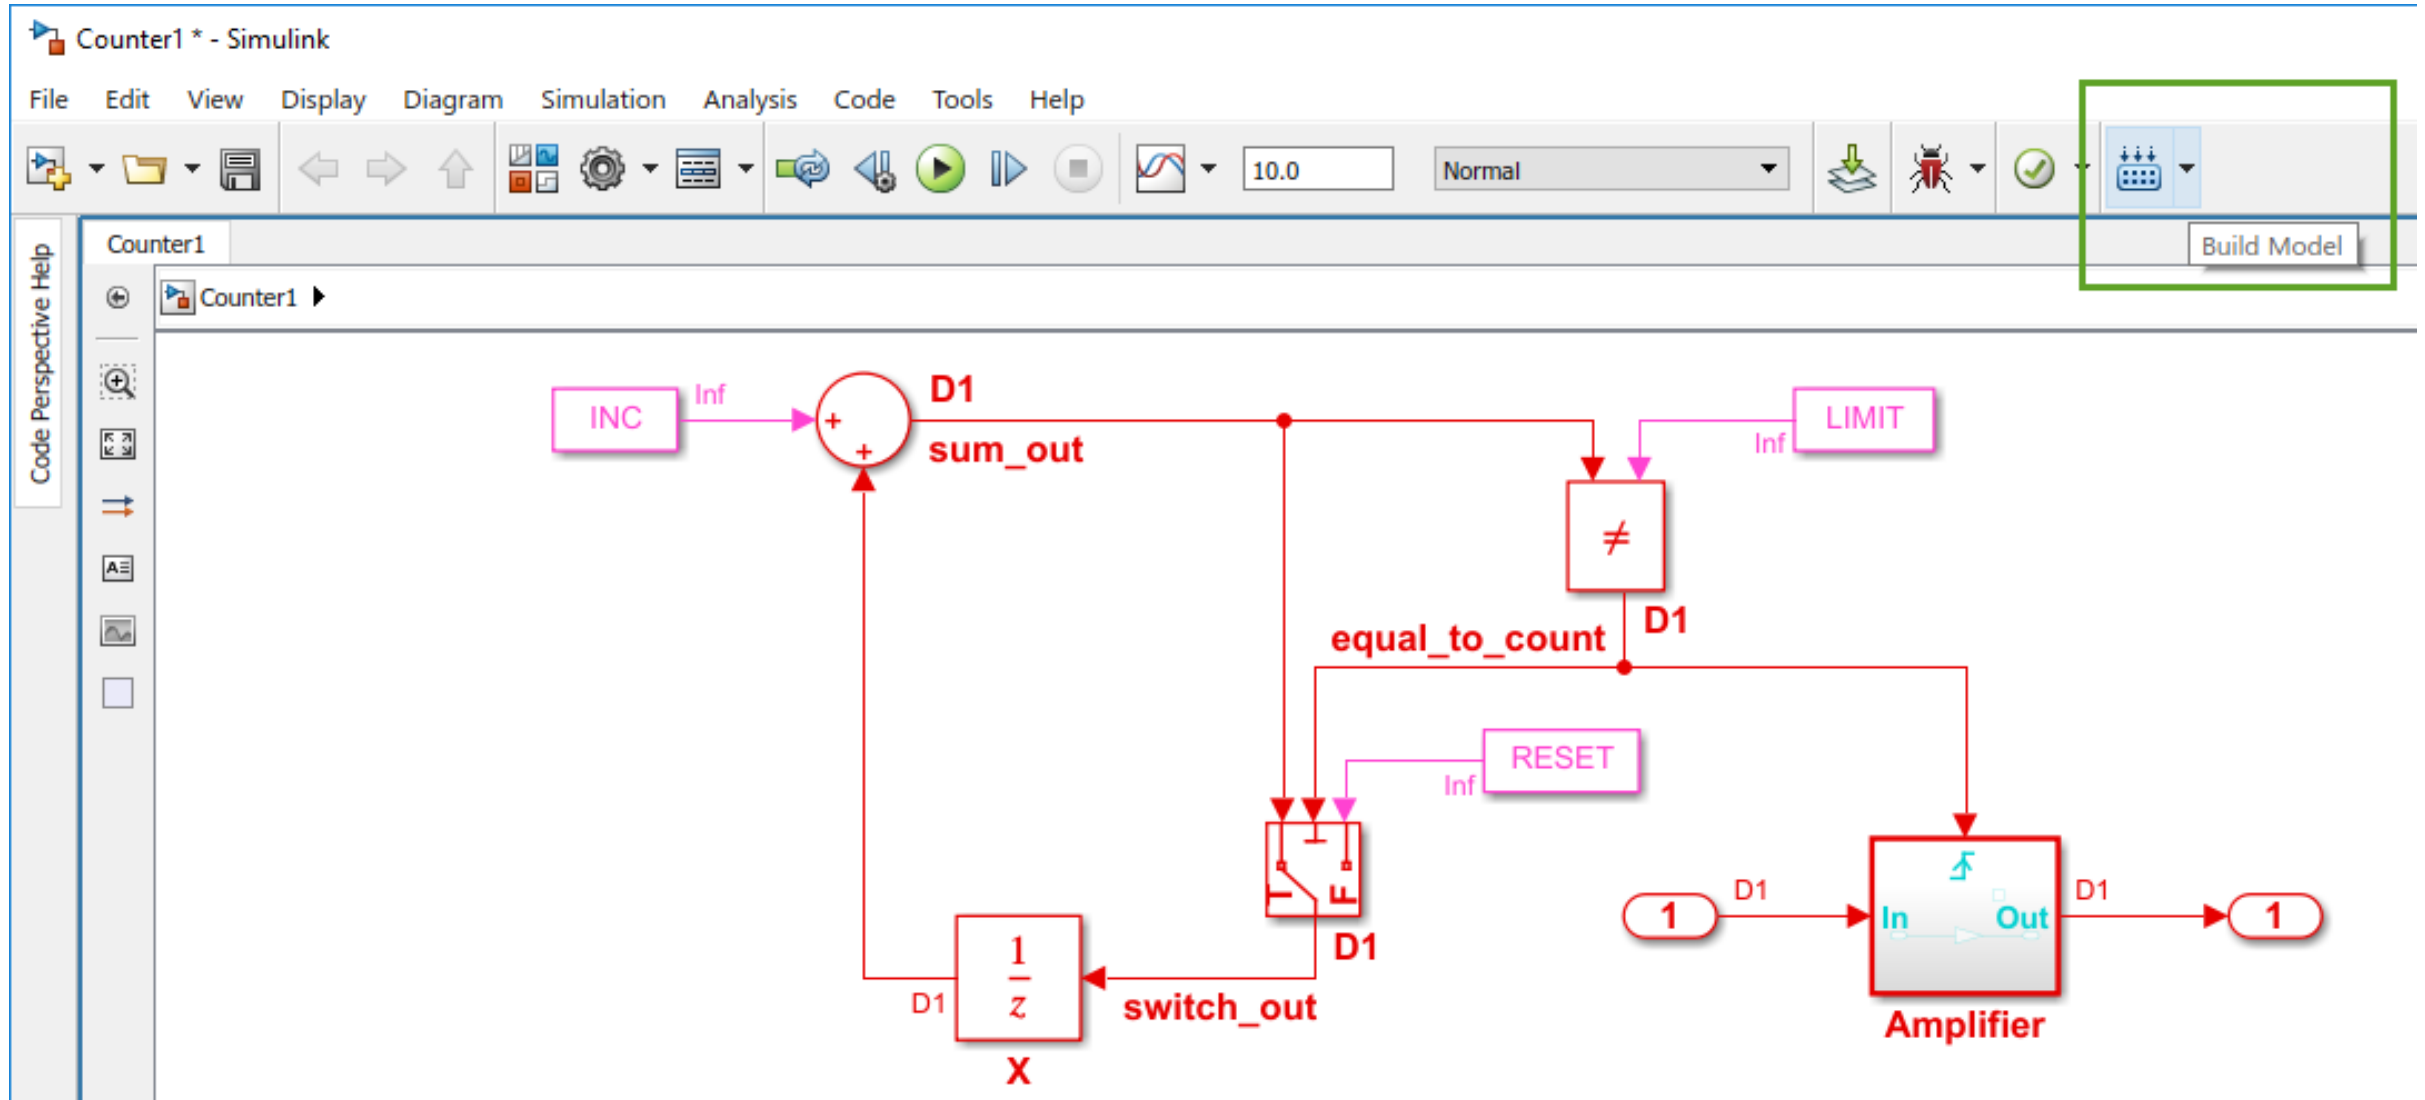 Counter1 * - Simulink
File Edit View Display Diagram Simulation Analysis Code Tools Help
10.0 Normal
Build Model
Code Perspective Help
Counter1
Counter1
INC Inf + + D1 sum_out
LIMIT Inf
≠
D1
equal_to_count
RESET Inf
T F
D1
switch_out
1
z
D1
X
1 D1 In Out D1 1
Amplifier